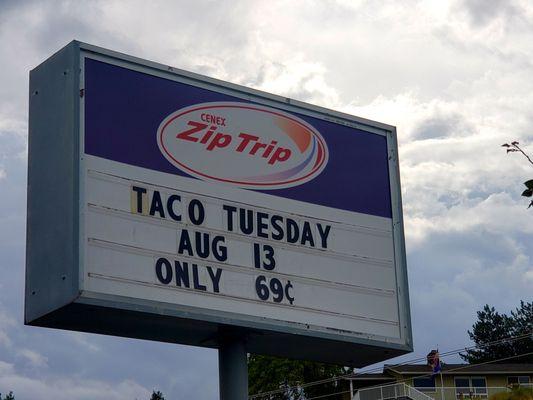 CENEX
Zip Trip
TACO TUESDAY
AUG 13
ONLY 69¢